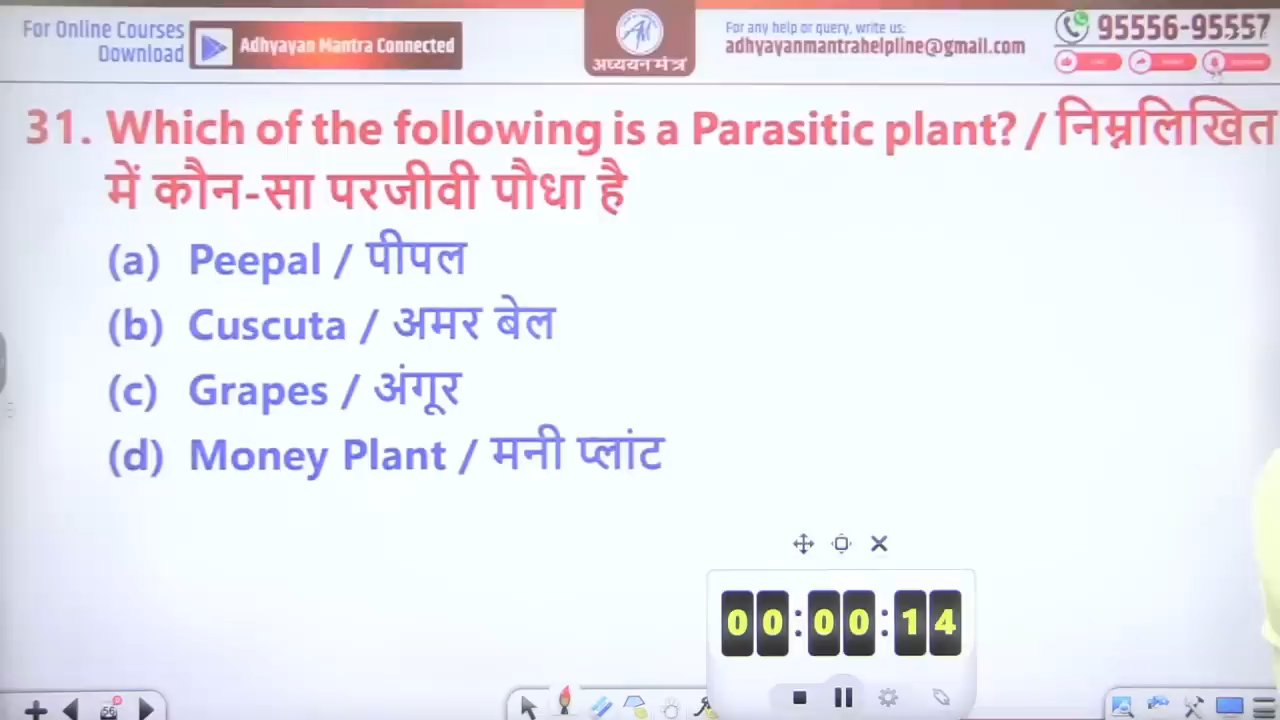 For Online Courses
Download
Adhyayan Mantra Connected
अध्ययन मंत्र
For any help or query, write us:
adhyayanmantrahelpline@gmail.com
95556-95557
31. Which of the following is a Parasitic plant? / निम्नलिखित
में कौन-सा परजीवी पौधा है
(a) Peepal / पीपल
(b) Cuscuta / अमर बेल
(c) Grapes / अंगूर
(d) Money Plant / मनी प्लांट
00:00:14